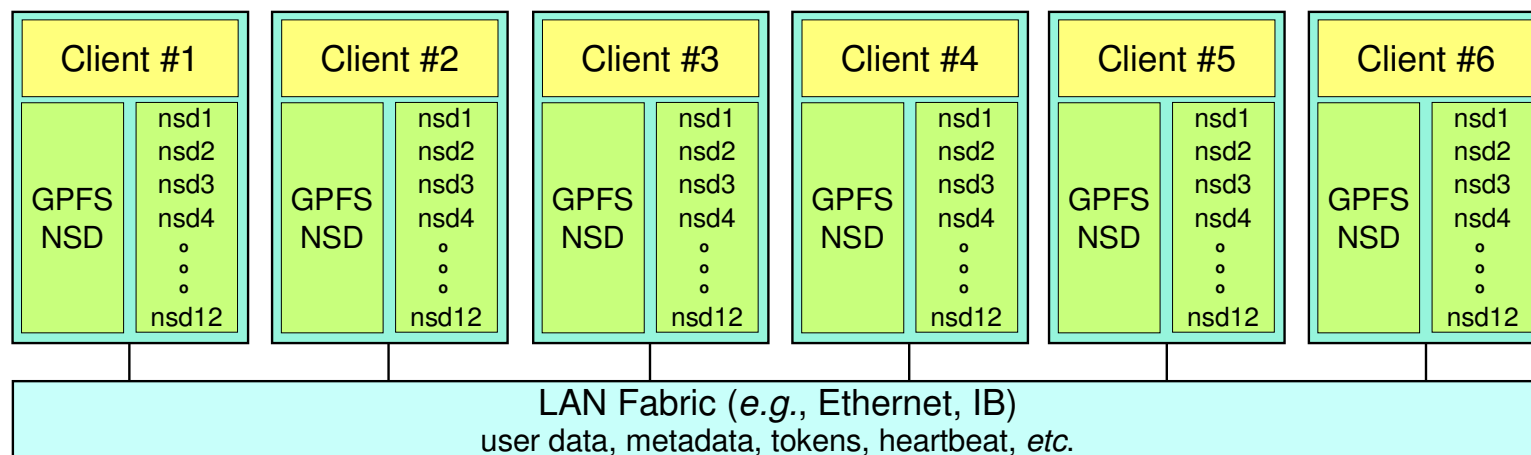 Client #1
GPFS
NSD
nsd1
nsd2
nsd3
nsd4
o
o
o
nsd12
Client #2
GPFS
NSD
nsd1
nsd2
nsd3
nsd4
o
o
o
nsd12
Client #3
GPFS
NSD
nsd1
nsd2
nsd3
nsd4
o
o
o
nsd12
Client #4
GPFS
NSD
nsd1
nsd2
nsd3
nsd4
o
o
o
nsd12
Client #5
GPFS
NSD
nsd1
nsd2
nsd3
nsd4
o
o
o
nsd12
Client #6
GPFS
NSD
nsd1
nsd2
nsd3
nsd4
o
o
o
nsd12
LAN Fabric (e.g., Ethernet, IB)
user data, metadata, tokens, heartbeat, etc.